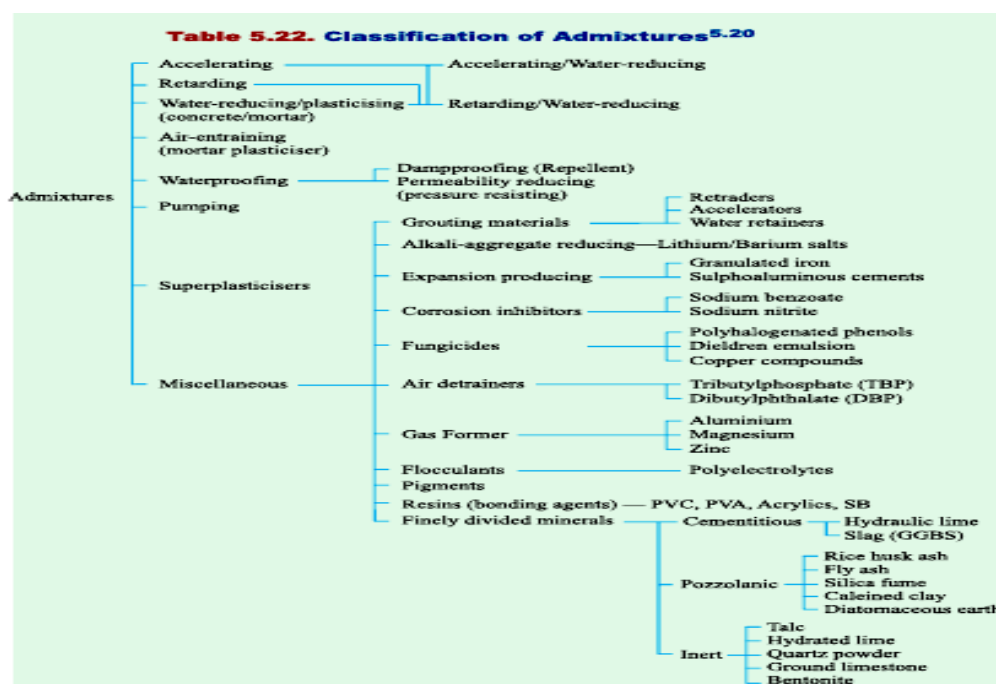 Table 5.22. Classification of Admixtures5.20
Accelerating
Accelerating/Water-reducing
Retarding
Water-reducing/plasticising
(concrete/mortar)
Retarding/Water-reducing
Air-entraining
(mortar plasticiser)
Waterproofing
Dampproofing (Repellent)
Permeability reducing
(pressure resisting)
Admixtures
Pumping
Grouting materials
Retraders
Accelerators
Water retainers
Alkali-aggregate reducing—Lithium/Barium salts
Expansion producing
Granulated iron
Sulphoaluminous cements
Superplasticisers
Corrosion inhibitors
Sodium benzoate
Sodium nitrite
Fungicides
Polyhalogenated phenols
Dieldren emulsion
Copper compounds
Miscellaneous
Air detrainers
Tributylphosphate (TBP)
Dibutylphthalate (DBP)
Gas Former
Aluminium
Magnesium
Zinc
Flocculants
Polyelectrolytes
Pigments
Resins (bonding agents) — PVC, PVA, Acrylics, SB
Finely divided minerals
Cementitious
Hydraulic lime
Slag (GGBS)
Pozzolanic
Rice husk ash
Fly ash
Silica fume
Caleined clay
Diatomaceous earth
Inert
Talc
Hydrated lime
Quartz powder
Ground limestone
Bentonite